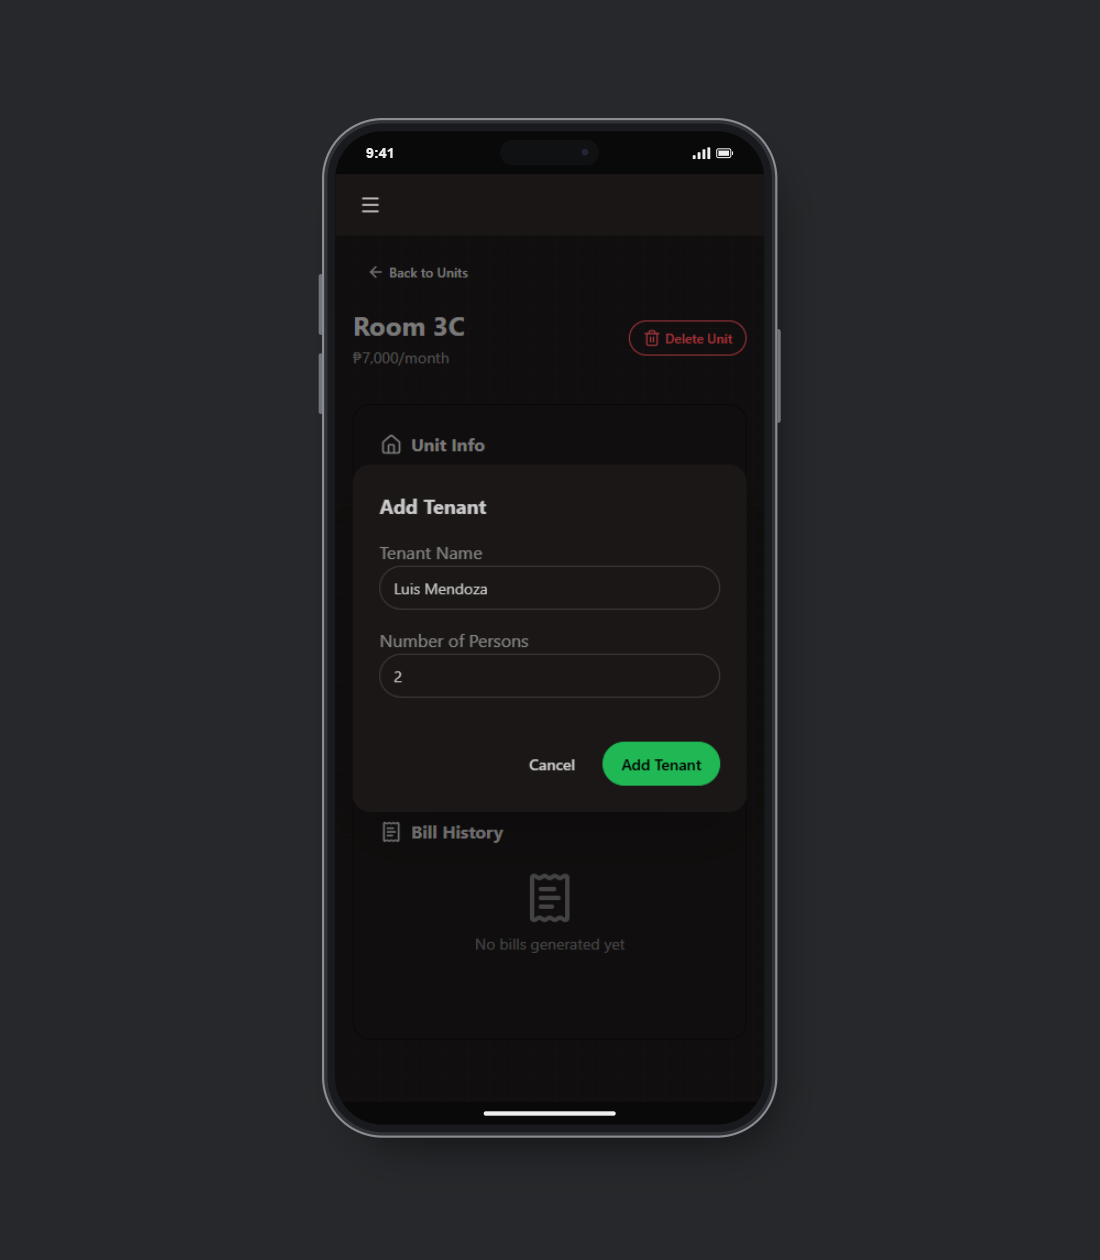 9:41
Back to Units
Room 3C
₱7,000/month
Delete Unit
Unit Info
Add Tenant
Tenant Name
Luis Mendoza
Number of Persons
2
Cancel
Add Tenant
Bill History
No bills generated yet